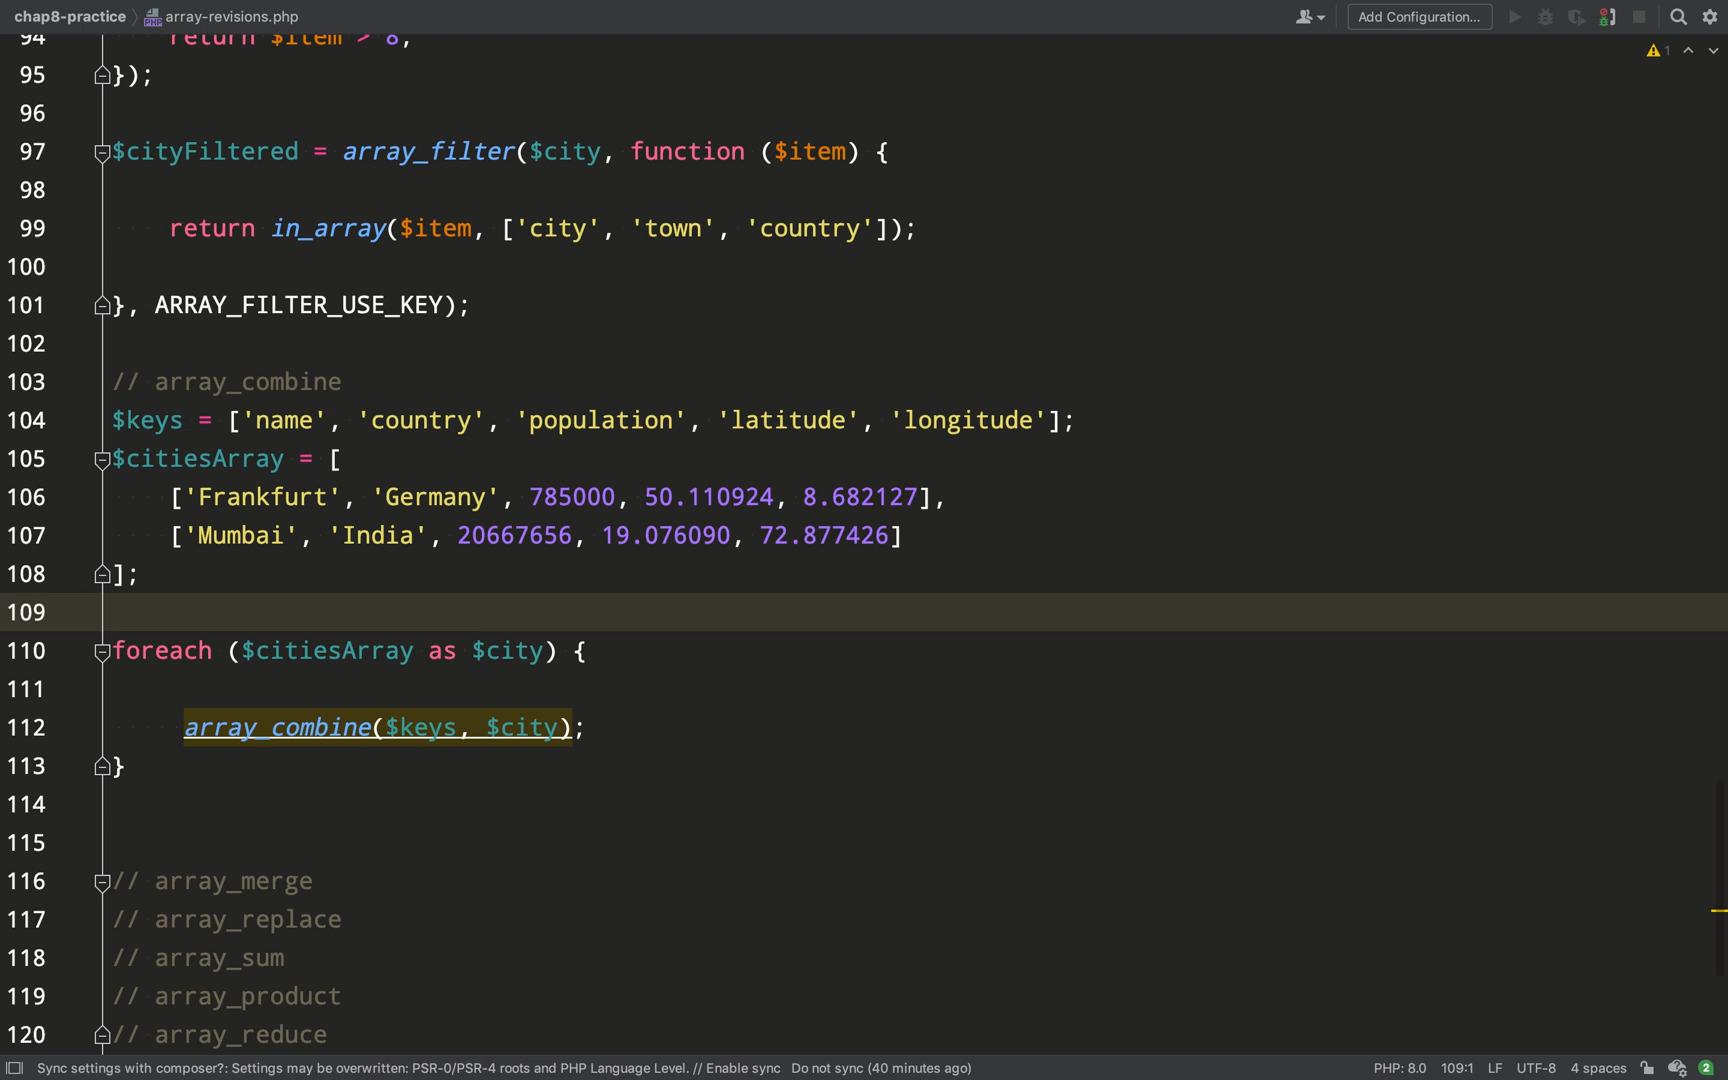 chap8-practice array-revisions.php Add Configuration...
94 return $item > 8;
1
95 });
96
97 $cityFiltered = array_filter($city, function ($item) {
98
99 return in_array($item, ['city', 'town', 'country']);
100
101 }, ARRAY_FILTER_USE_KEY);
102
103 // array_combine
104 $keys = ['name', 'country', 'population', 'latitude', 'longitude'];
105 $citiesArray = [
106 ['Frankfurt', 'Germany', 785000, 50.110924, 8.682127],
107 ['Mumbai', 'India', 20667656, 19.076090, 72.877426]
108 ];
109
110 foreach ($citiesArray as $city) {
111
112 array_combine($keys, $city);
113 }
114
115
116 // array_merge
117 // array_replace
118 // array_sum
119 // array_product
120 // array_reduce
Sync settings with composer?: Settings may be overwritten: PSR-0/PSR-4 roots and PHP Language Level. // Enable sync Do not sync (40 minutes ago) PHP: 8.0 109:1 LF UTF-8 4 spaces 2